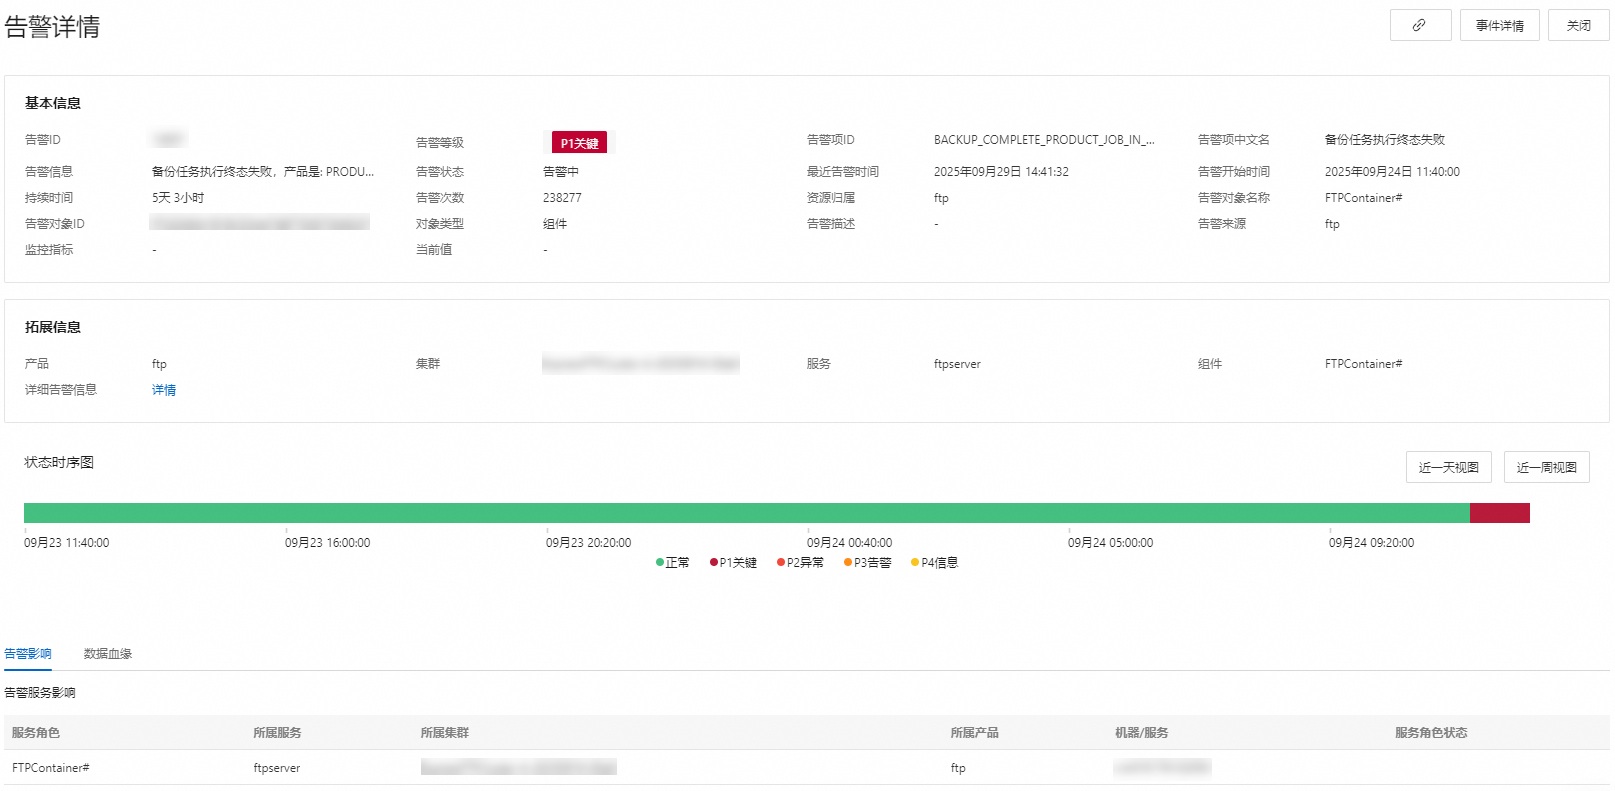 告警详情
事件详情
关闭
基本信息
告警ID
告警等级 P1关键
告警项ID BACKUP_COMPLETE_PRODUCT_JOB_IN_...
告警项中文名 备份任务执行终态失败
告警信息 备份任务执行终态失败，产品是: PRODU...
告警状态 告警中
最近告警时间 2025年09月29日 14:41:32
告警开始时间 2025年09月24日 11:40:00
持续时间 5天 3小时
告警次数 238277
资源归属 ftp
告警对象名称 FTPContainer#
告警对象ID
对象类型 组件
告警描述 -
告警来源 ftp
监控指标 -
当前值 -
拓展信息
产品 ftp
集群
服务 ftpserver
组件 FTPContainer#
详细告警信息 详情
状态时序图
近一天视图
近一周视图
09月23 11:40:00
09月23 16:00:00
09月23 20:20:00
09月24 00:40:00
09月24 05:00:00
09月24 09:20:00
正常 P1关键 P2异常 P3告警 P4信息
告警影响 数据血缘
告警服务影响
服务角色 所属服务 所属集群 所属产品 机器/服务 服务角色状态
FTPContainer# ftpserver ftp